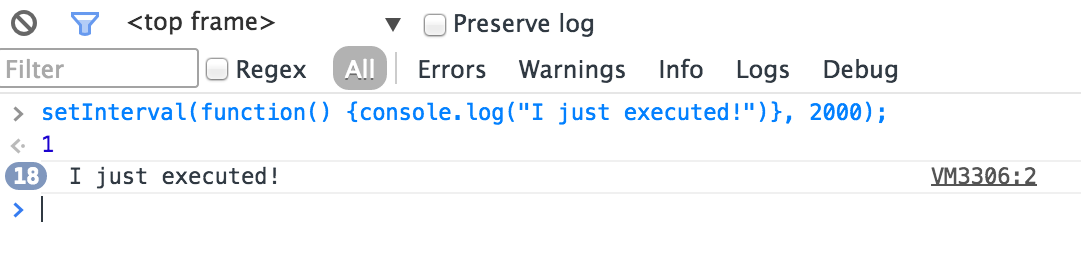 <top frame> Preserve log
Filter Regex All Errors Warnings Info Logs Debug
setInterval(function() {console.log("I just executed!")}, 2000);
1
18 I just executed! VM3306:2